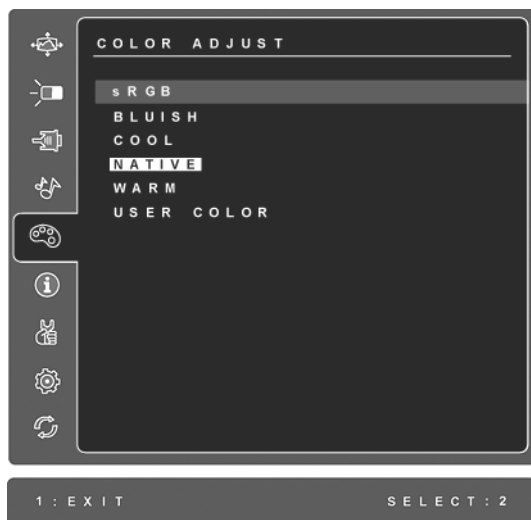 COLOR ADJUST
sRGB
BLUISH
COOL
NATIVE
WARM
USER COLOR
1:EXIT SELECT:2